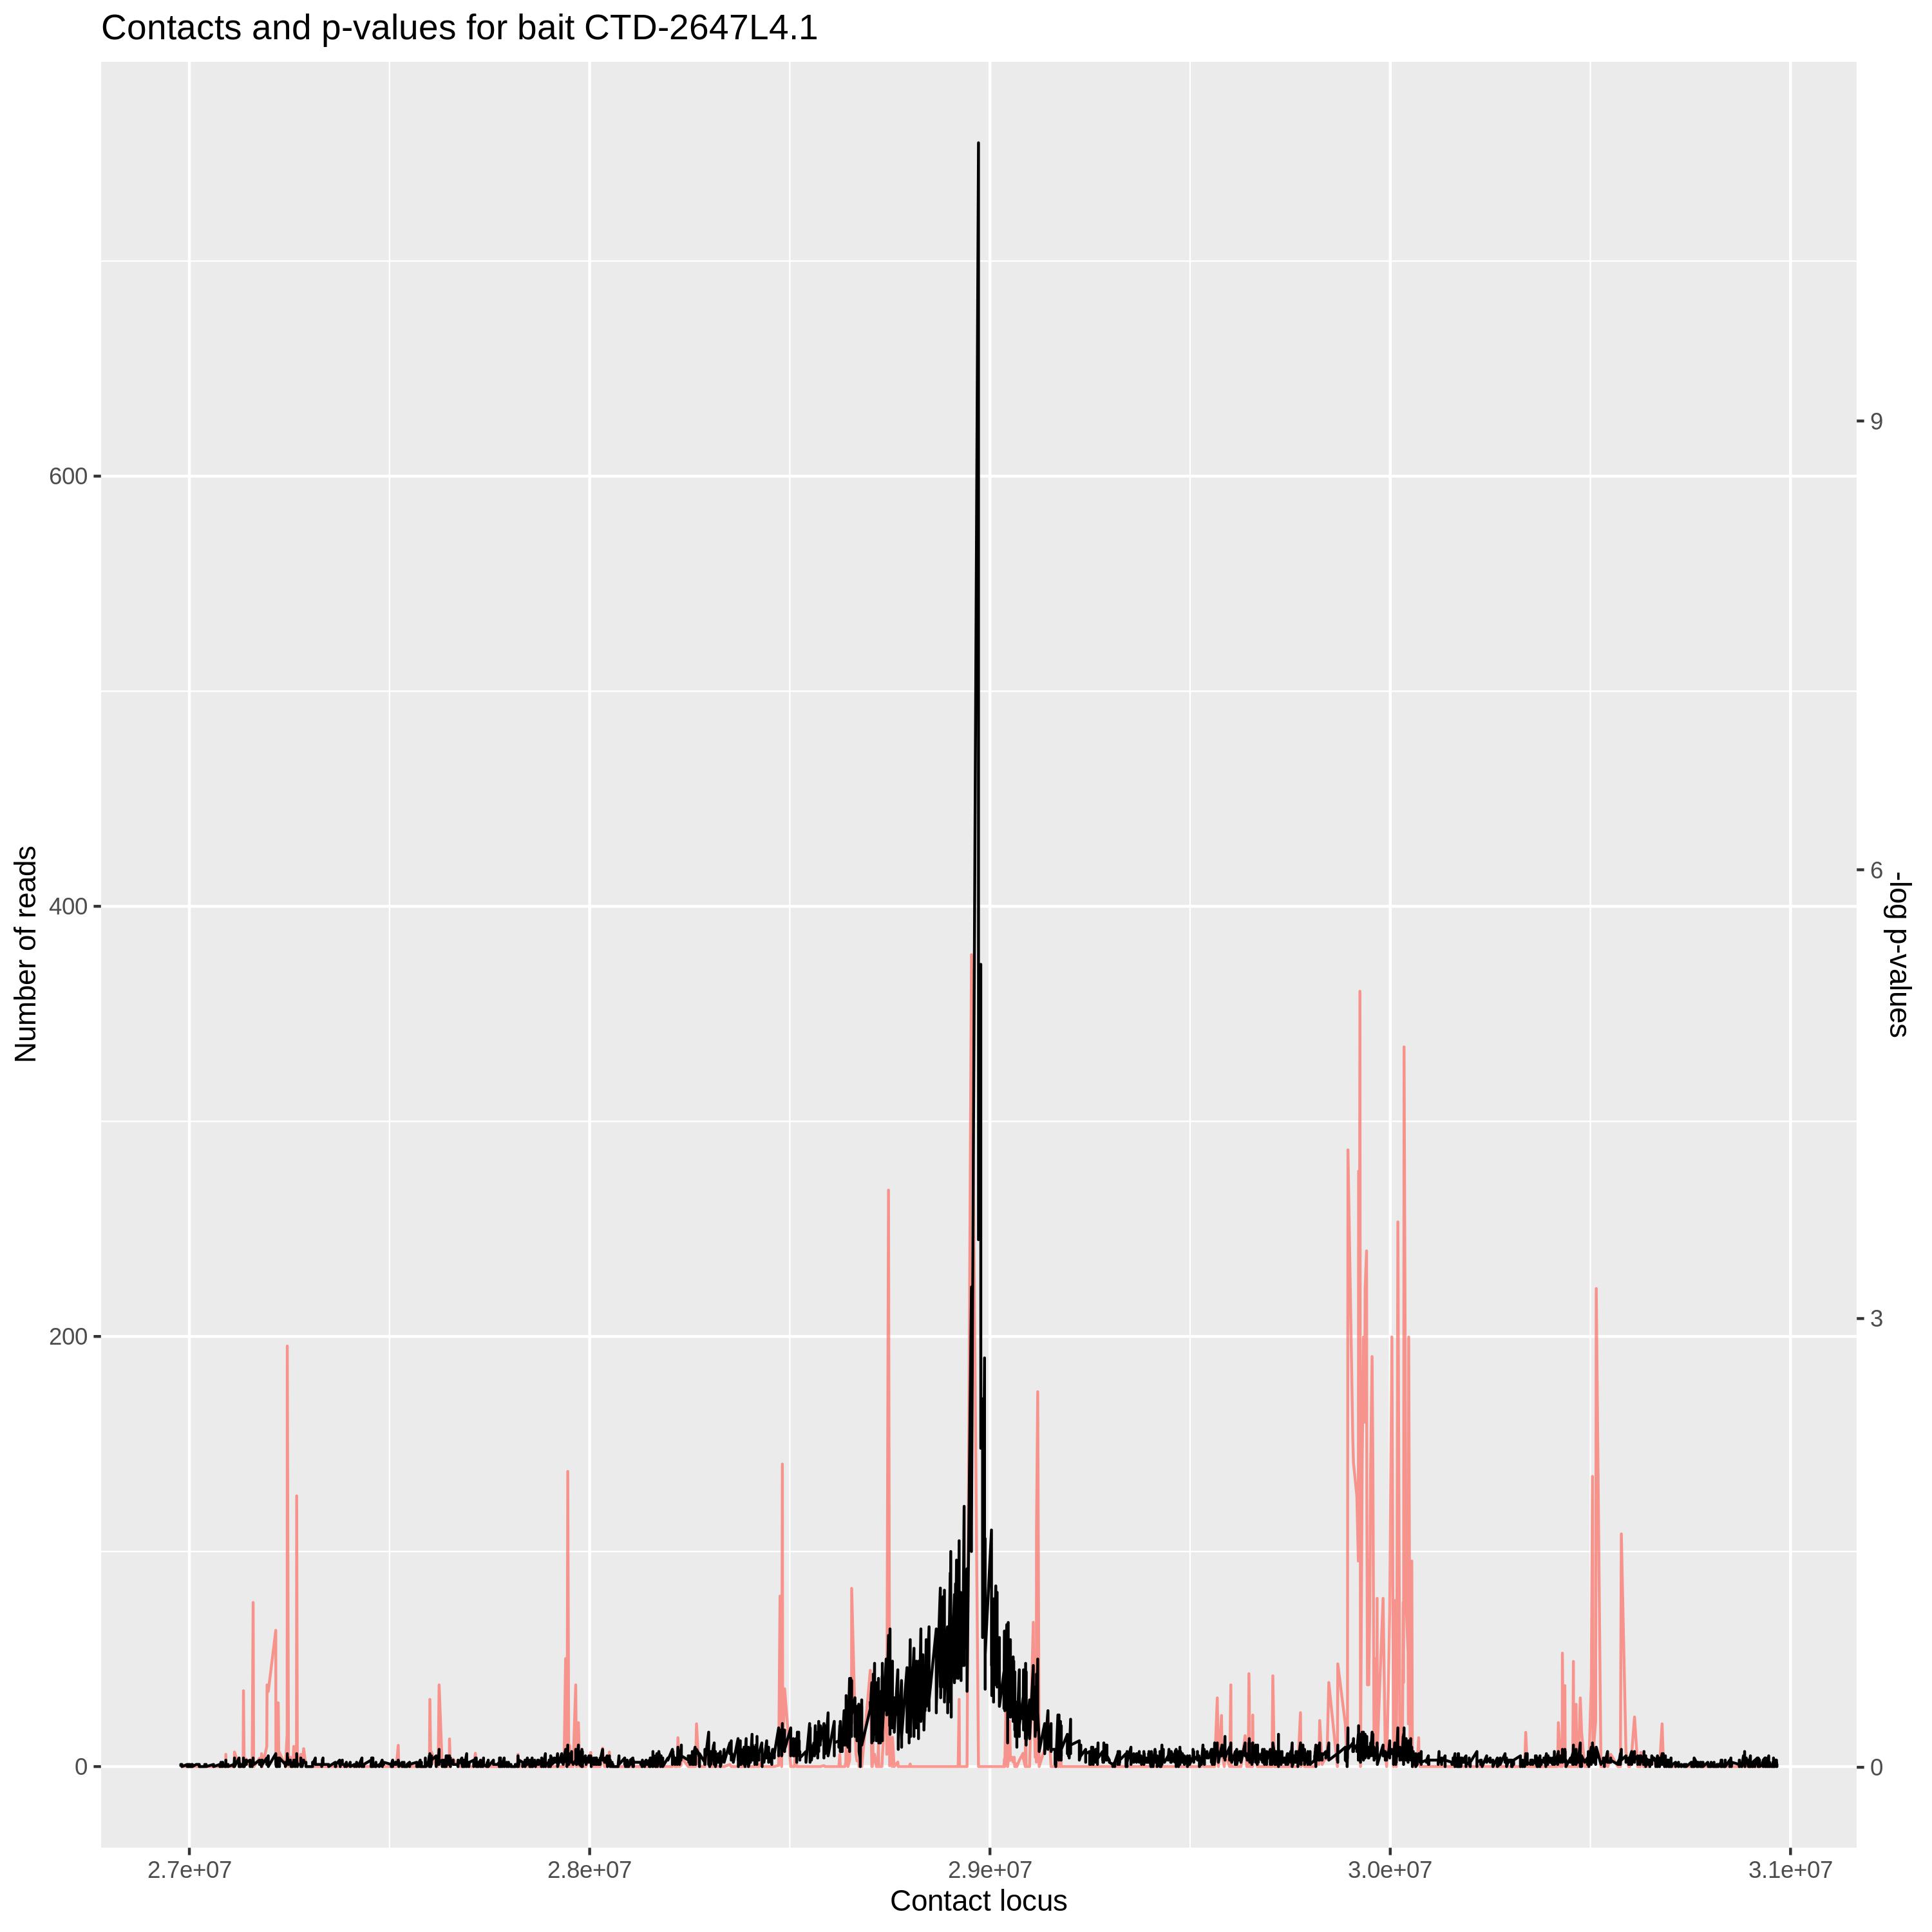 Contacts and p-values for bait CTD-2647L4.1
Number of reads
600
400
200
0
9
6
3
0
-log p-values
2.7e+07 2.8e+07 2.9e+07 3.0e+07 3.1e+07
Contact locus